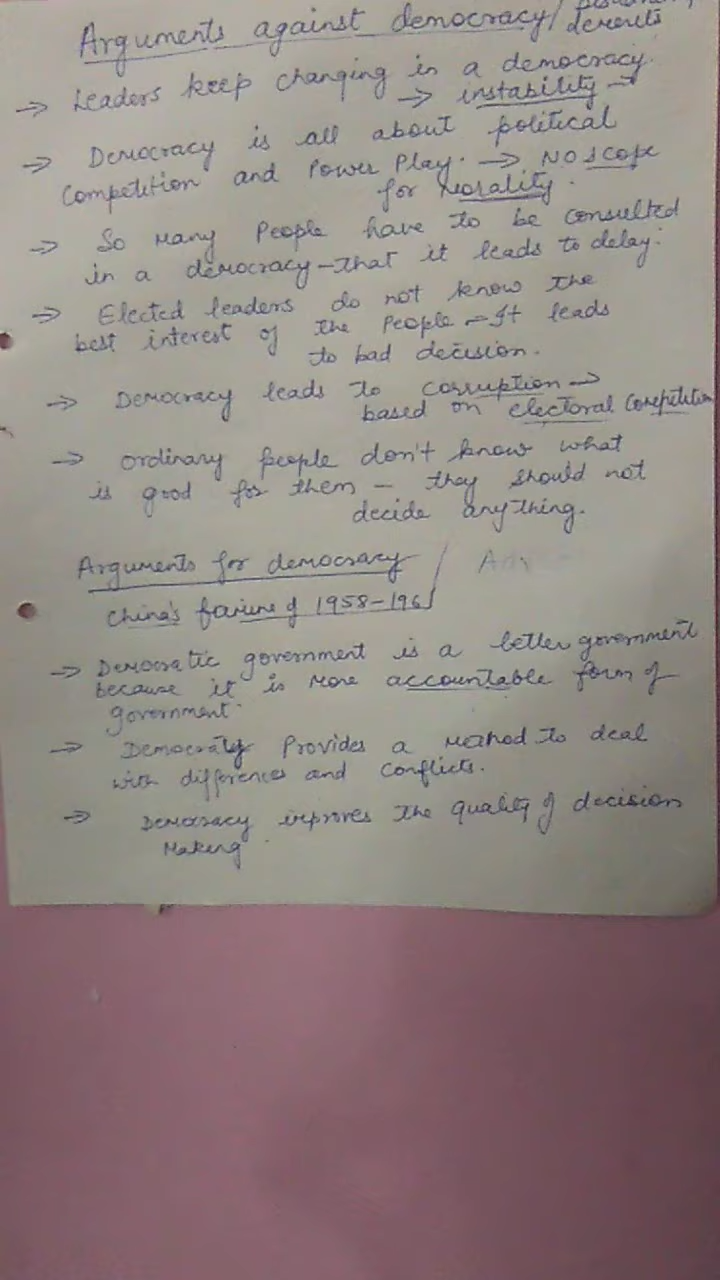 Arguments against democracy/
demerits
→ Leaders keep changing in a democracy.
→ instability →
→ Democracy is all about political
Competition and Power Play. → NO scope
for Morality.
→ So many People have to be consulted
in a democracy - that it leads to delay.
→ Elected leaders do not know the
best interest of the People - It leads
to bad decision.
→ Democracy leads to corruption →
based on electoral Competition
→ ordinary people don't know what
is good for them - they should not
decide anything.
Arguments for democracy /
China's famine of 1958-1961
→ Democratic government is a better government
because it is more accountable form of
government.
→ Democracy Provides a method to deal
with differences and conflicts.
→ Democracy improves the quality of decision
Making.